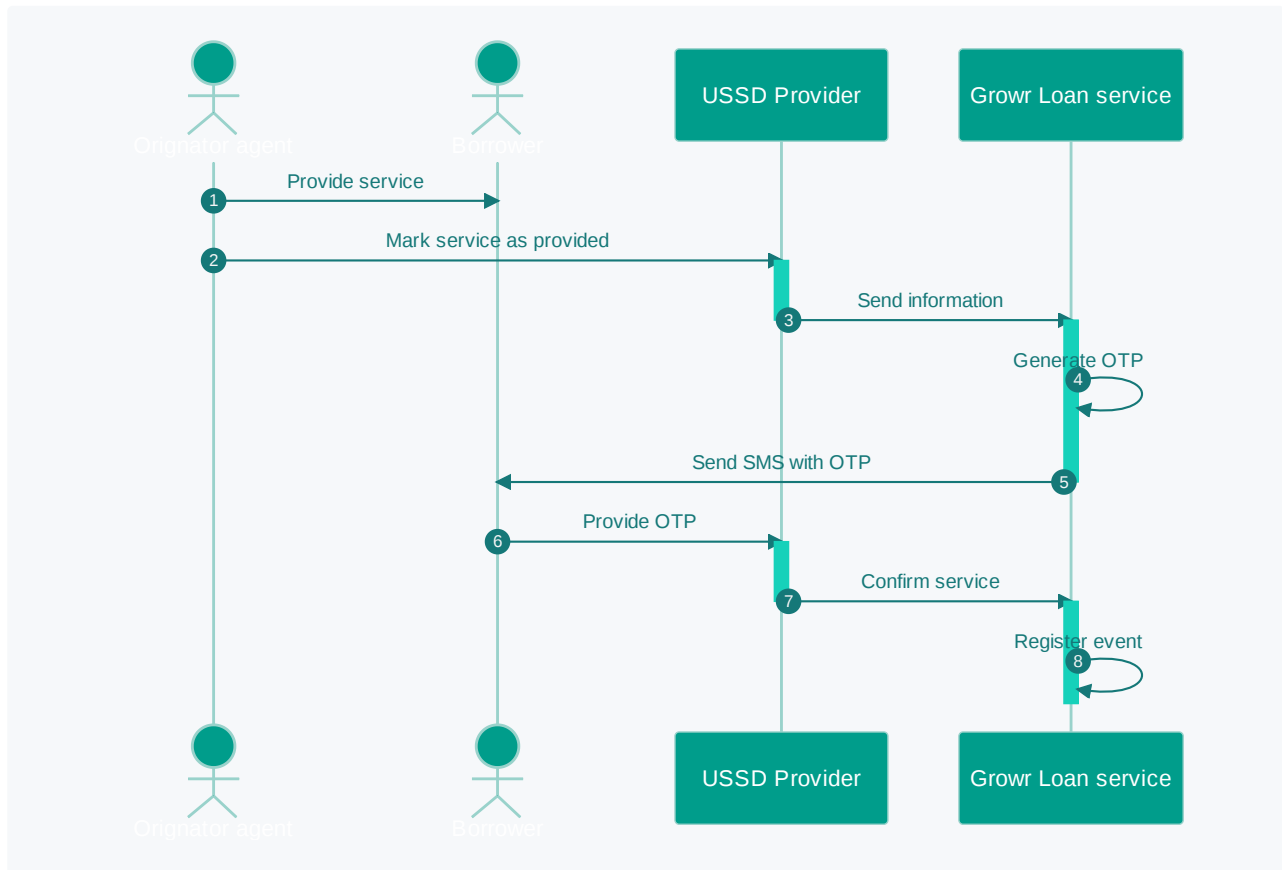 USSD Provider
Growr Loan service
Orignator agent
Borrower
Provide service
1
Mark service as provided
2
Send information
3
Generate OTP
4
Send SMS with OTP
5
Provide OTP
6
Confirm service
7
Register event
8
USSD Provider
Growr Loan service
Orignator agent
Borrower